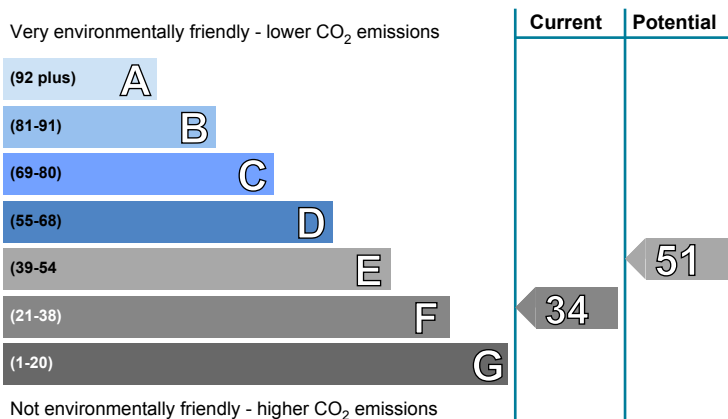 Current Potential
Very environmentally friendly - lower CO2 emissions
(92 plus) A
(81-91) B
(69-80) C
(55-68) D
(39-54 E
51
(21-38) F
34
(1-20) G
Not environmentally friendly - higher CO2 emissions